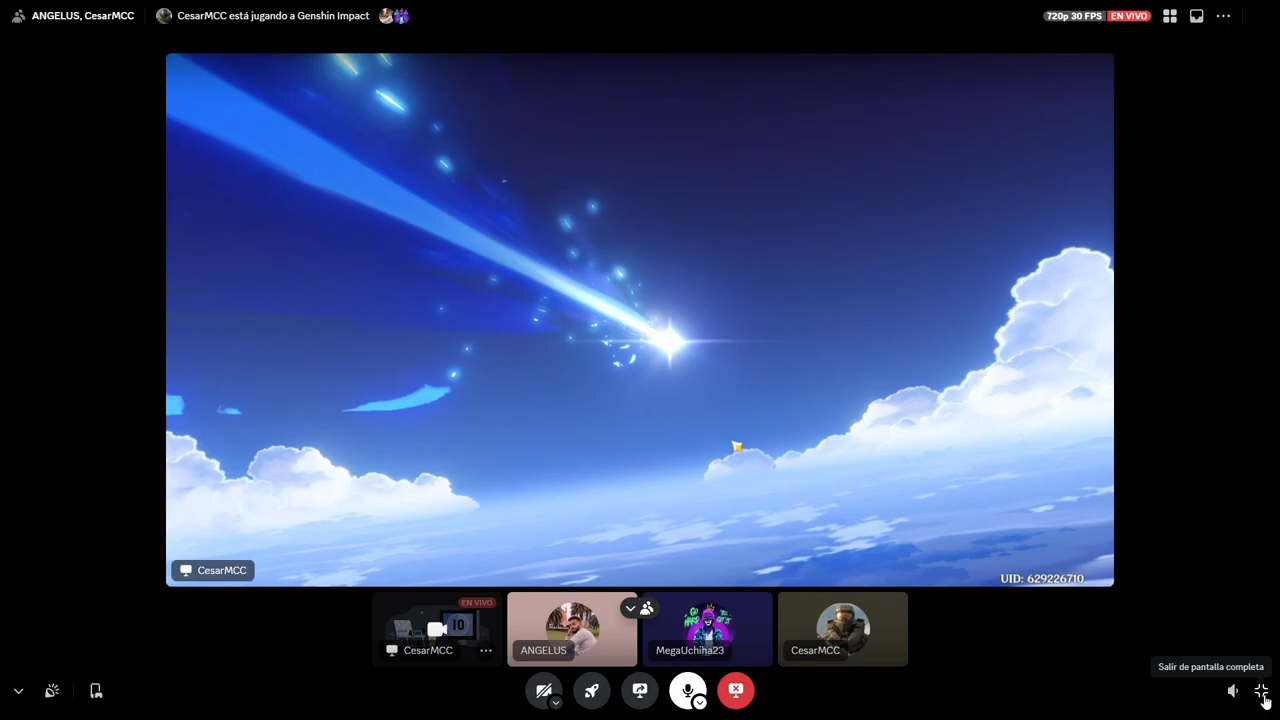 ANGELUS, CesarMCC
CesarMCC está jugando a Genshin Impact
720p 30 FPS
EN VIVO
CesarMCC
UID: 629226710
EN VIVO
CesarMCC
ANGELUS
MegaUchiha23
CesarMCC
Salir de pantalla completa